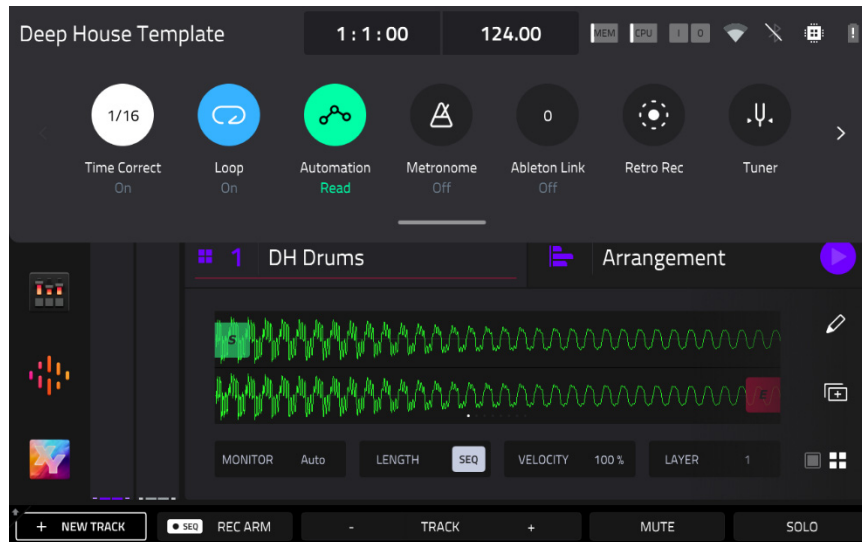 Deep House Template 1:1:00 124.00 MEM CPU I O
1/16 0
Time Correct Loop Automation Metronome Ableton Link Retro Rec Tuner
On On Read Off Off
1 DH Drums Arrangement
S
E
MONITOR Auto LENGTH SEQ VELOCITY 100 % LAYER 1
+ NEW TRACK SEQ REC ARM - TRACK + MUTE SOLO